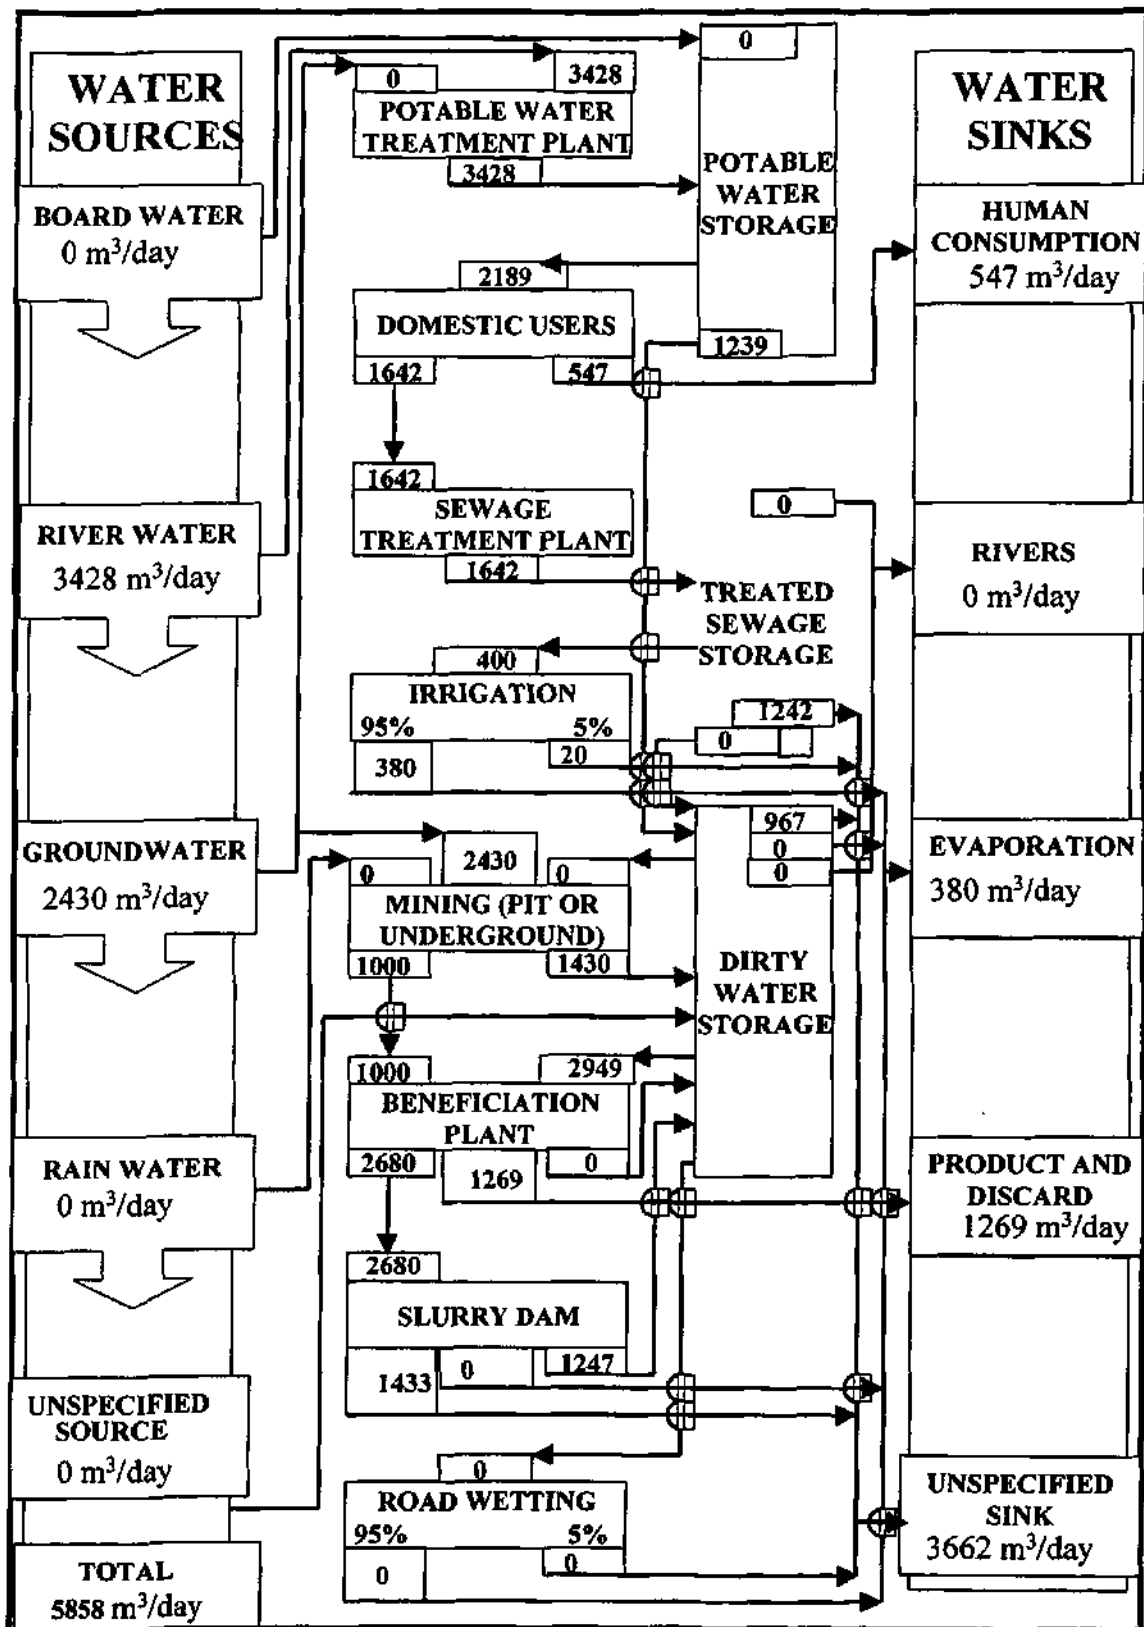 WATER
SOURCES
BOARD WATER
0 m³/day
RIVER WATER
3428 m³/day
GROUNDWATER
2430 m³/day
RAIN WATER
0 m³/day
UNSPECIFIED
SOURCE
0 m³/day
TOTAL
5858 m³/day
0
3428
POTABLE WATER
TREATMENT PLANT
3428
2189
DOMESTIC USERS
1642
547
1642
SEWAGE
TREATMENT PLANT
1642
400
IRRIGATION
95% 5%
380
20
2430
0
0
MINING (PIT OR
UNDERGROUND)
1000
1430
1000
2949
BENEFICIATION
PLANT
2680
1269
0
2680
SLURRY DAM
1433
0
1247
0
ROAD WETTING
95% 5%
0
0
0
POTABLE
WATER
STORAGE
1239
0
TREATED
SEWAGE
STORAGE
1242
0
967
0
0
DIRTY
WATER
STORAGE
WATER
SINKS
HUMAN
CONSUMPTION
547 m³/day
RIVERS
0 m³/day
EVAPORATION
380 m³/day
PRODUCT AND
DISCARD
1269 m³/day
UNSPECIFIED
SINK
3662 m³/day